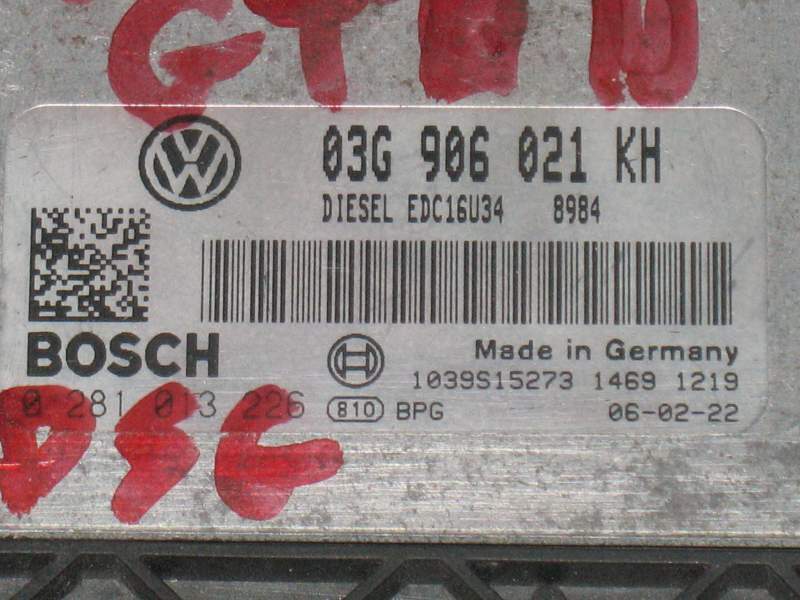 03G 906 021 KH
DIESEL EDC16U34 8984
BOSCH
Made in Germany
1039S15273 1469 1219
0 281 013 226 810 BPG 06-02-22
DSG